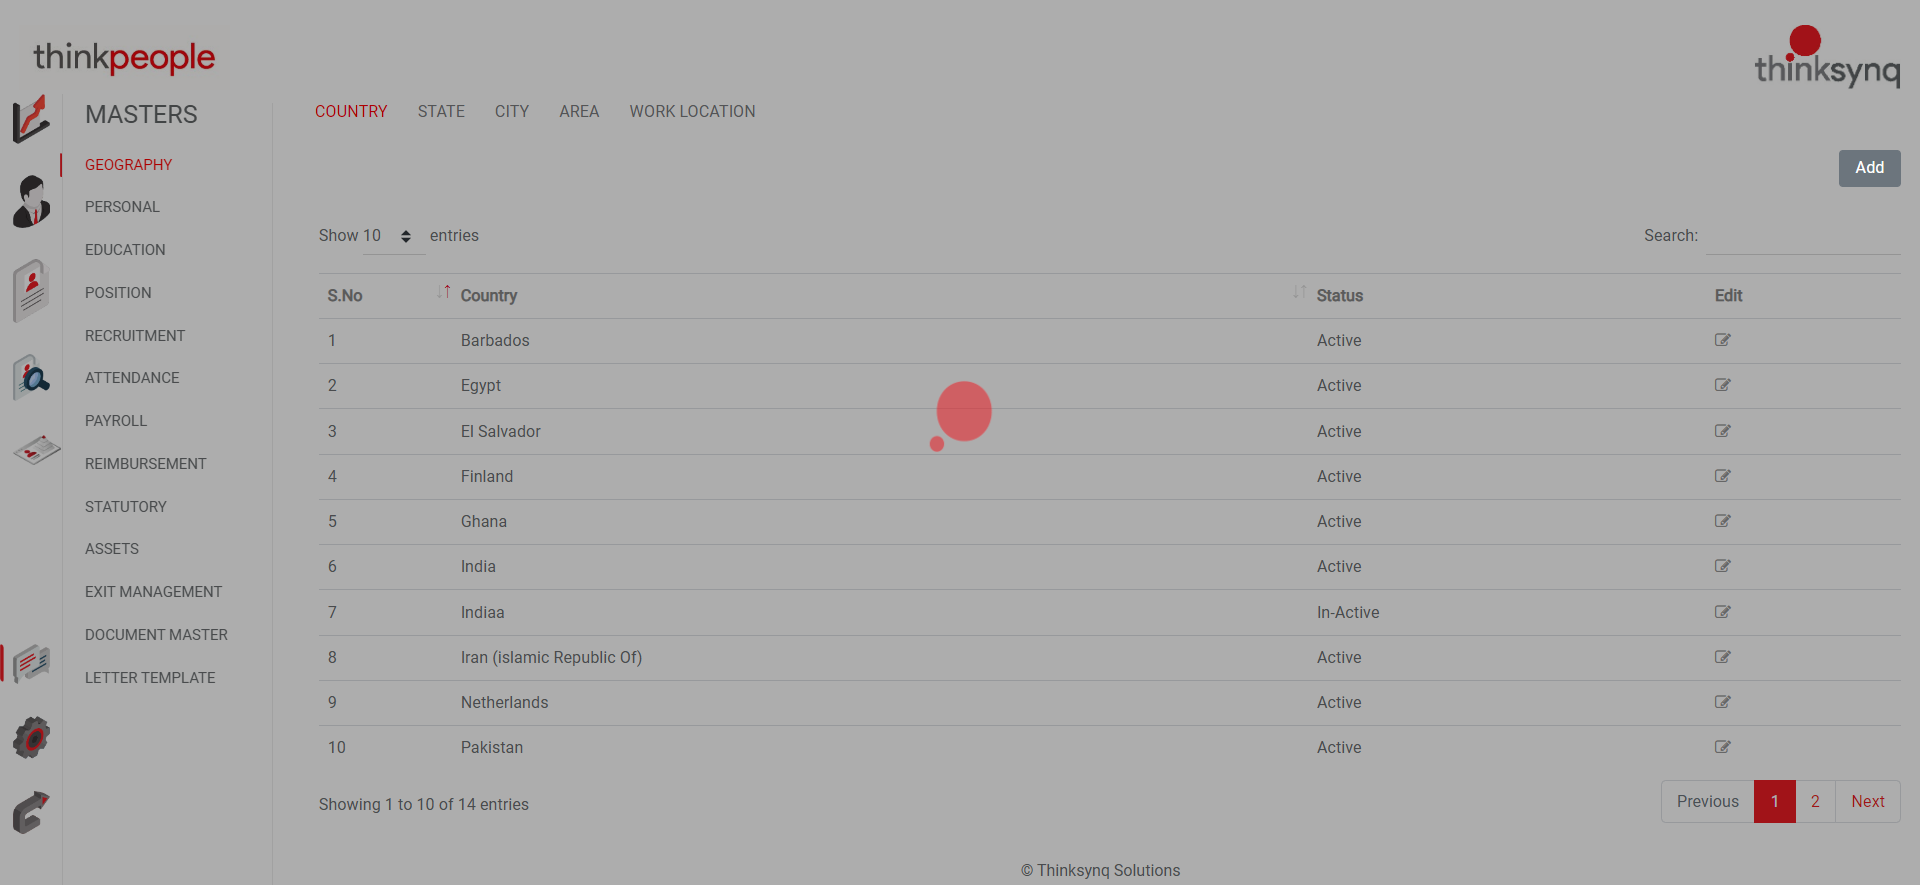 thinkpeople
thinksynq
MASTERS
GEOGRAPHY
PERSONAL
EDUCATION
POSITION
RECRUITMENT
ATTENDANCE
PAYROLL
REIMBURSEMENT
STATUTORY
ASSETS
EXIT MANAGEMENT
DOCUMENT MASTER
LETTER TEMPLATE
COUNTRY STATE CITY AREA WORK LOCATION
Add
Show 10 entries Search:
S.No Country Status Edit
1 Barbados Active
2 Egypt Active
3 El Salvador Active
4 Finland Active
5 Ghana Active
6 India Active
7 Indiaa In-Active
8 Iran (islamic Republic Of) Active
9 Netherlands Active
10 Pakistan Active
Showing 1 to 10 of 14 entries
Previous 1 2 Next
© Thinksynq Solutions